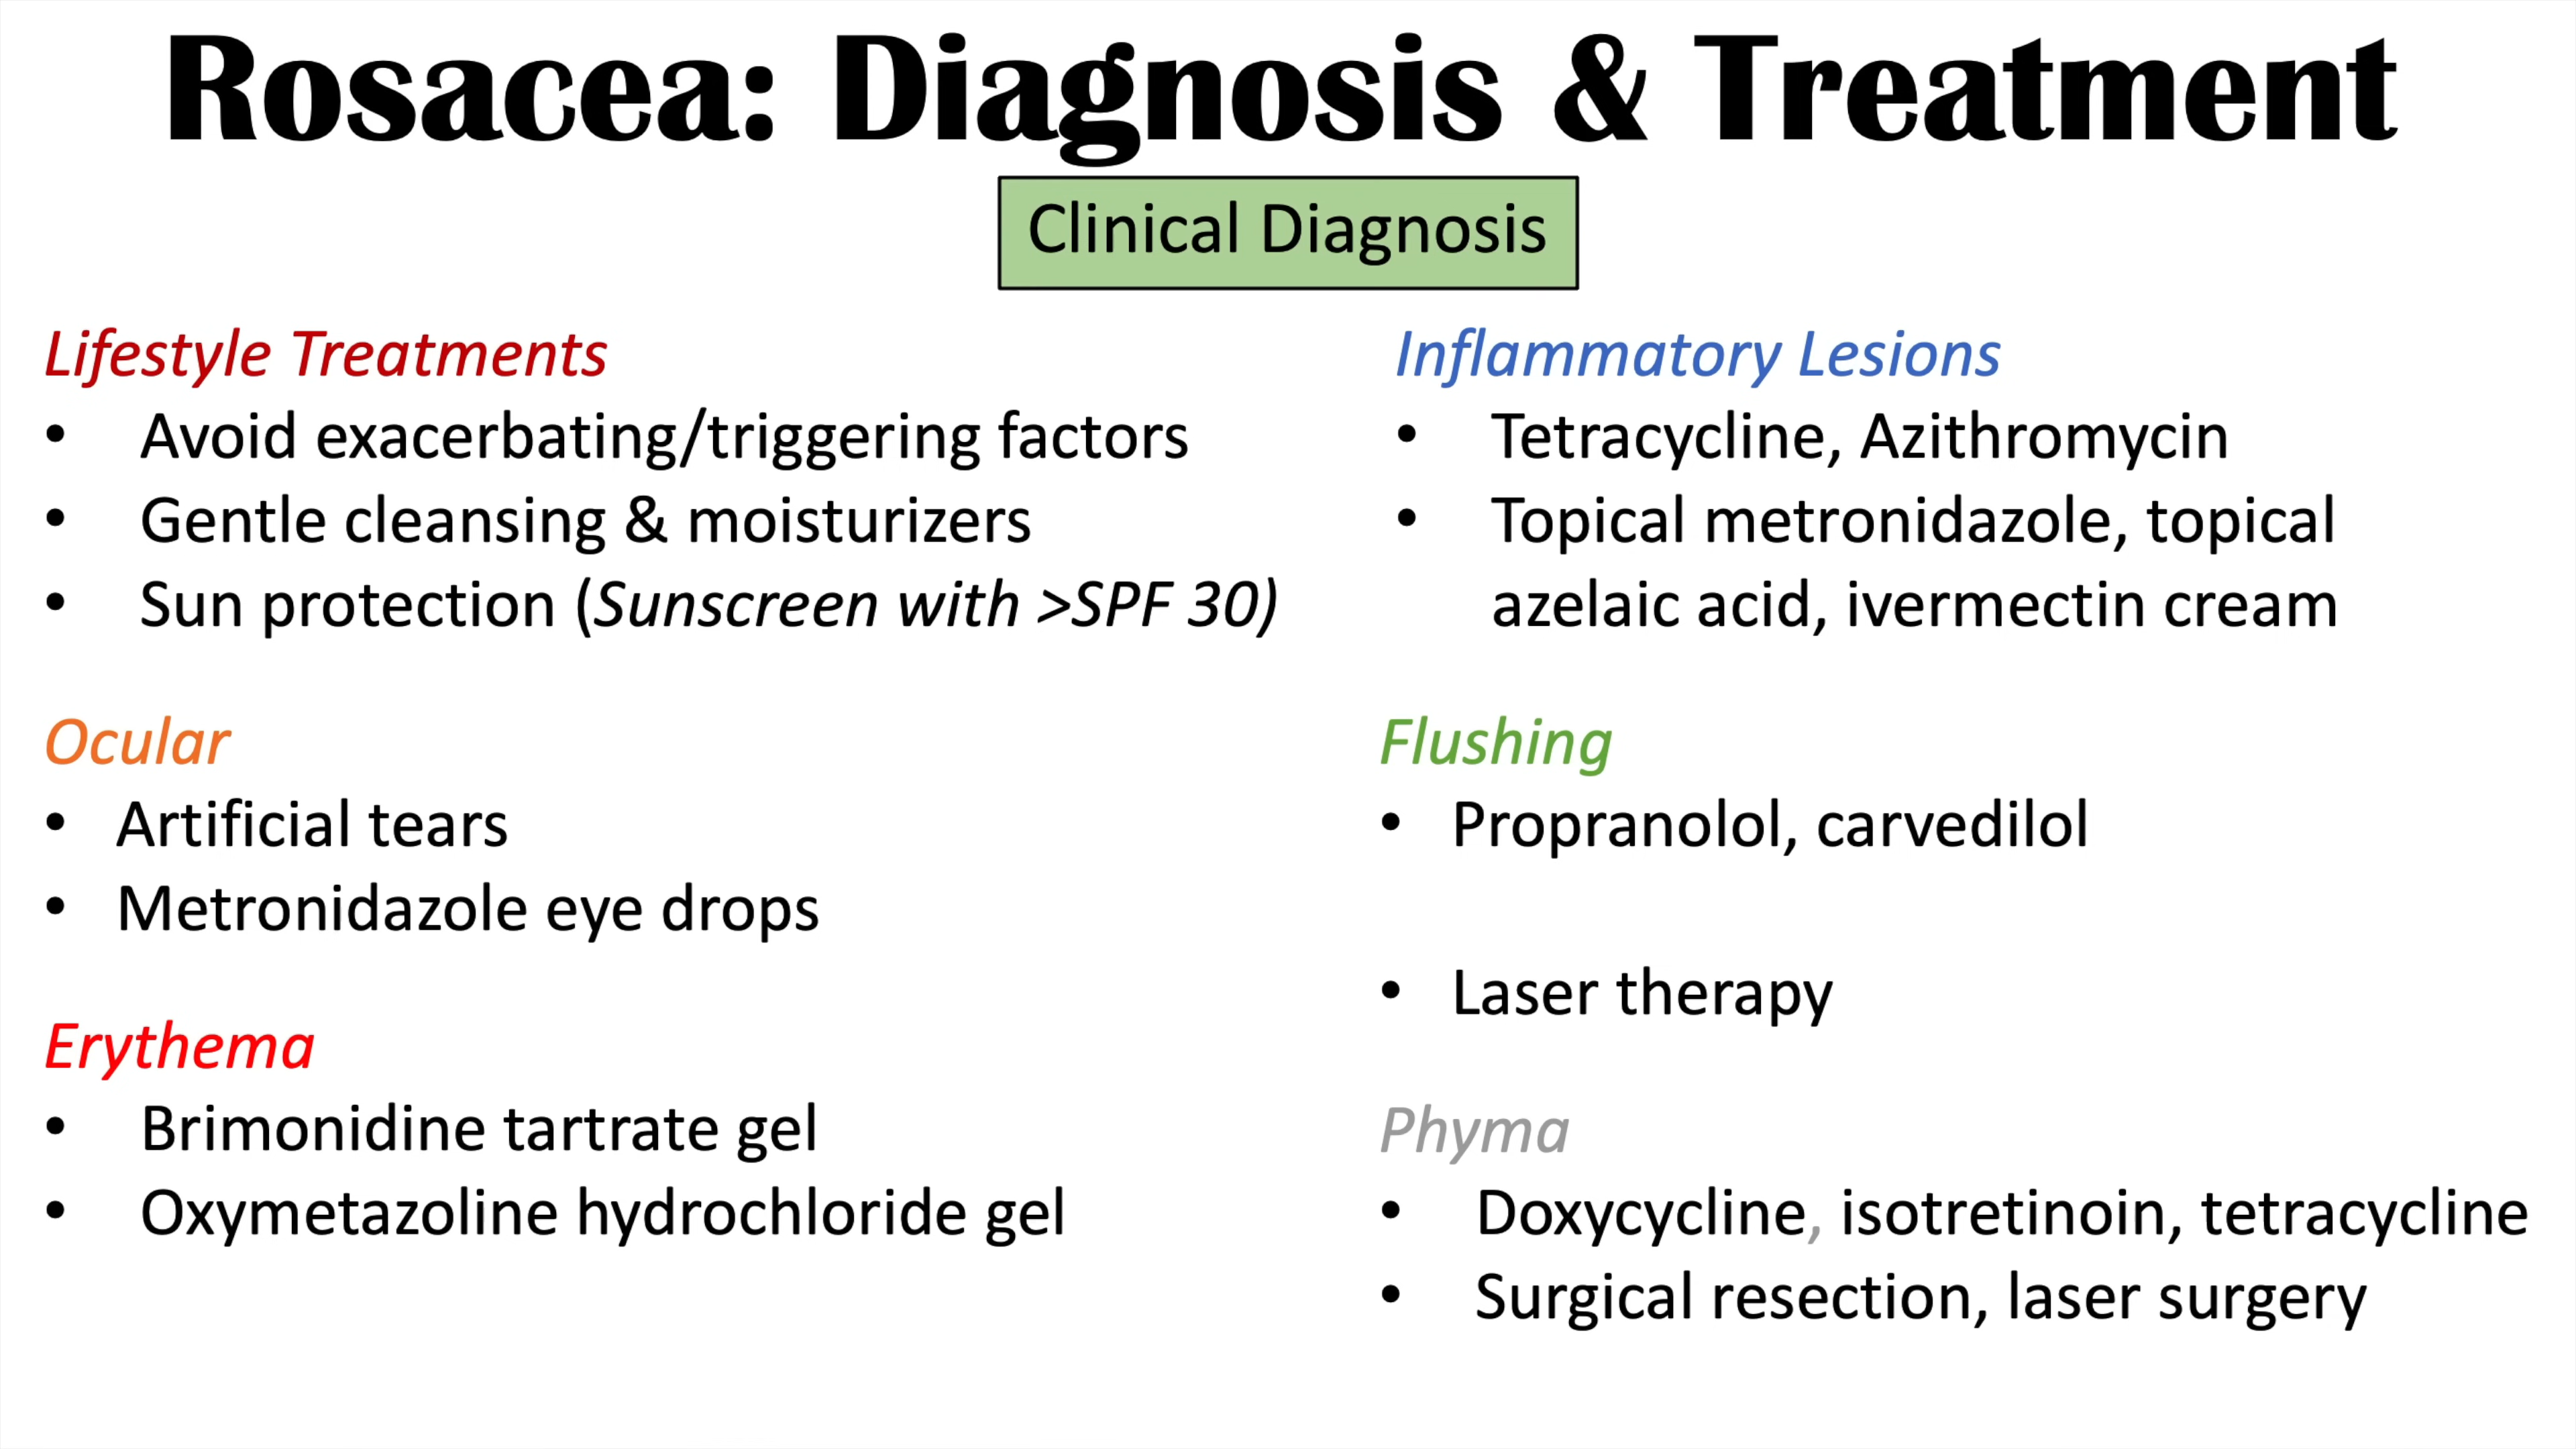 Rosacea: Diagnosis & Treatment
Clinical Diagnosis
Lifestyle Treatments
• Avoid exacerbating/triggering factors
• Gentle cleansing & moisturizers
• Sun protection (Sunscreen with >SPF 30)
Ocular
• Artificial tears
• Metronidazole eye drops
Erythema
• Brimonidine tartrate gel
• Oxymetazoline hydrochloride gel
Inflammatory Lesions
• Tetracycline, Azithromycin
• Topical metronidazole, topical
azelaic acid, ivermectin cream
Flushing
• Propranolol, carvedilol
• Laser therapy
Phyma
• Doxycycline, isotretinoin, tetracycline
• Surgical resection, laser surgery